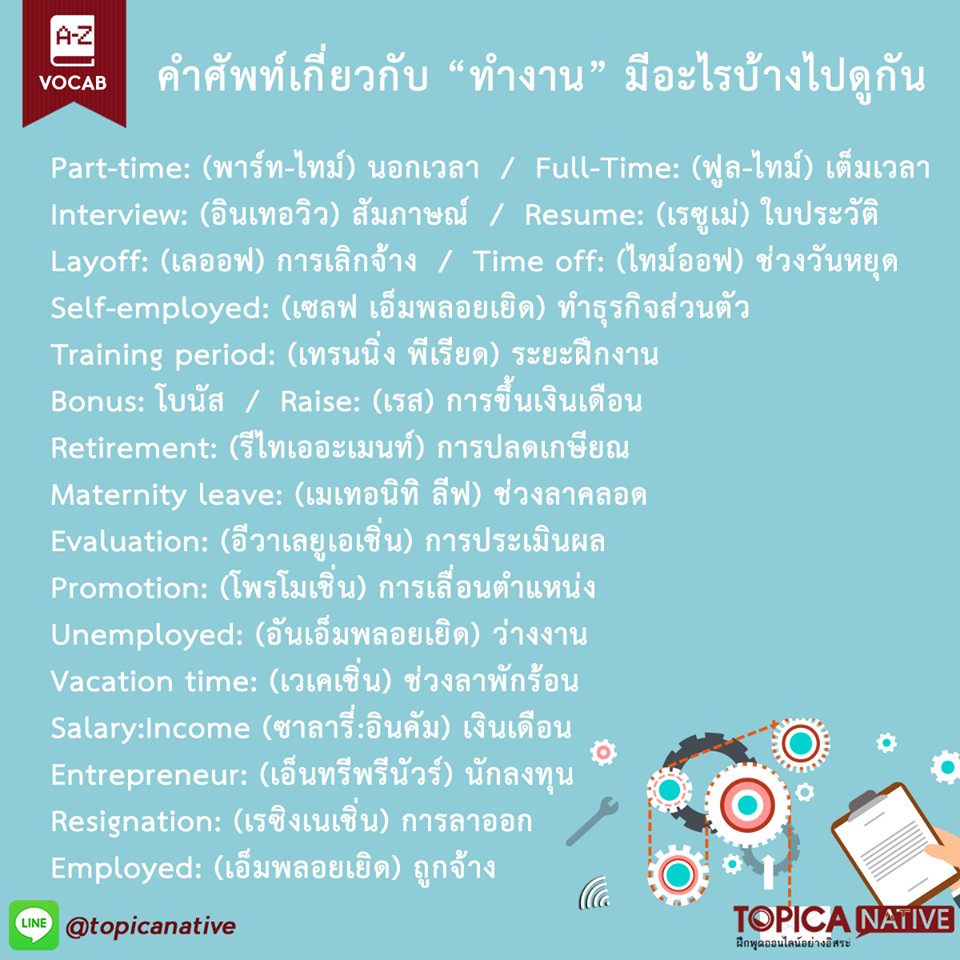 A-Z
VOCAB
คำศัพท์เกี่ยวกับ “ทำงาน” มีอะไรบ้างไปดูกัน
Part-time: (พาร์ท-ไทม์) นอกเวลา / Full-Time: (ฟูล-ไทม์) เต็มเวลา
Interview: (อินเทอวิว) สัมภาษณ์ / Resume: (เรซูเม่) ใบประวัติ
Layoff: (เลออฟ) การเลิกจ้าง / Time off: (ไทม์ออฟ) ช่วงวันหยุด
Self-employed: (เซลฟ เอ็มพลอยเยิด) ทำธุรกิจส่วนตัว
Training period: (เทรนนิ่ง พีเรียด) ระยะฝึกงาน
Bonus: โบนัส / Raise: (เรส) การขึ้นเงินเดือน
Retirement: (รีไทเออะเมนท์) การปลดเกษียณ
Maternity leave: (เมเทอนิทิ ลีฟ) ช่วงลาคลอด
Evaluation: (อีวาเลยูเอเชิ่น) การประเมินผล
Promotion: (โพรโมเชิ่น) การเลื่อนตำแหน่ง
Unemployed: (อันเอ็มพลอยเยิด) ว่างงาน
Vacation time: (เวเคเชิ่น) ช่วงลาพักร้อน
Salary:Income (ซาลารี่:อินคัม) เงินเดือน
Entrepreneur: (เอ็นทรีพรีนัวร์) นักลงทุน
Resignation: (เรซิงเนเชิ่น) การลาออก
Employed: (เอ็มพลอยเยิด) ถูกจ้าง
LINE @topicanative
TOPICA NATIVE
ฝึกพูดออนไลน์อย่างอิสระ